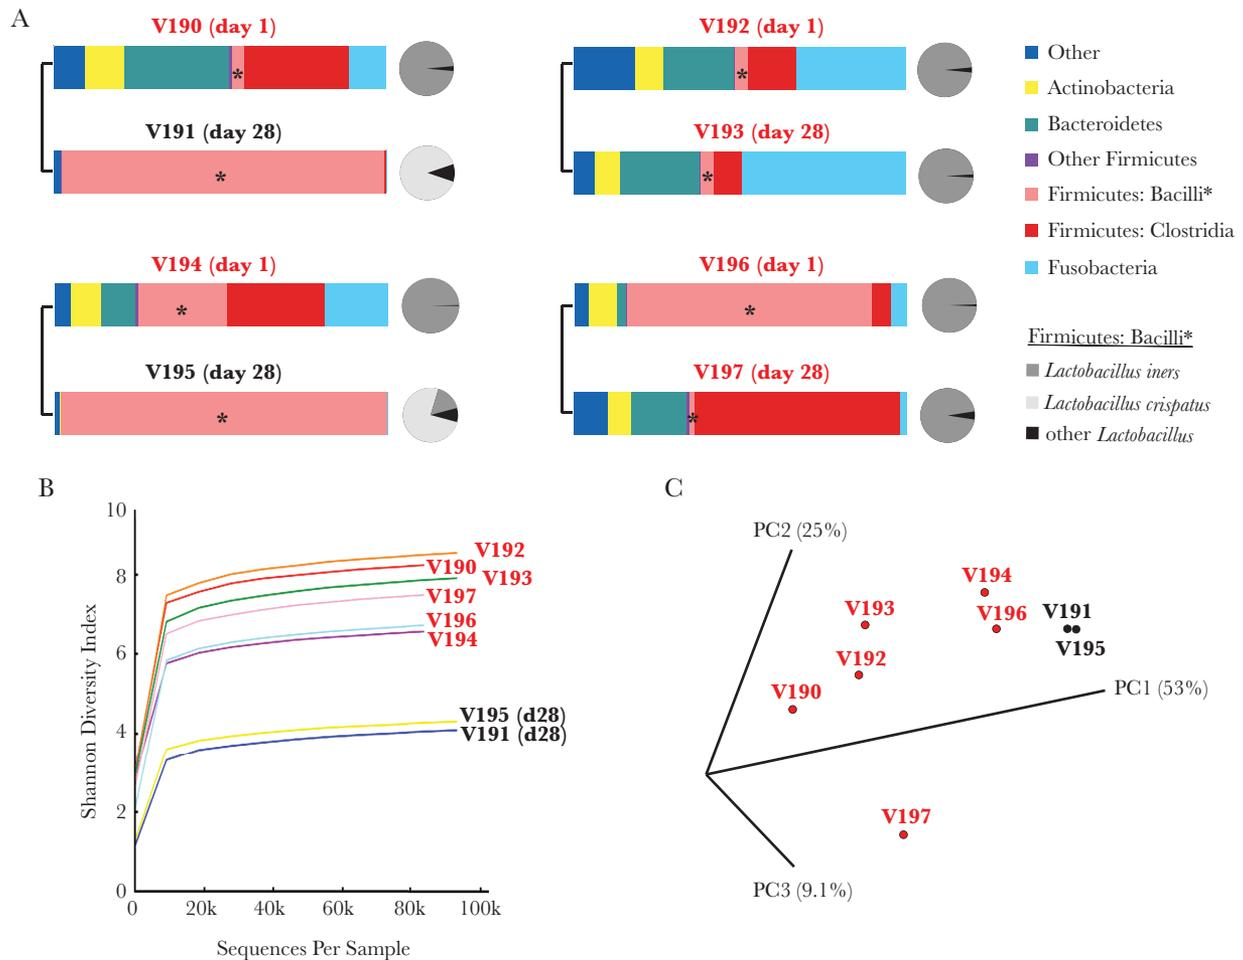 A
V190 (day 1)
*
V191 (day 28)
*
V192 (day 1)
*
V193 (day 28)
*
V194 (day 1)
*
V195 (day 28)
*
V196 (day 1)
*
V197 (day 28)
*
Other
Actinobacteria
Bacteroidetes
Other Firmicutes
Firmicutes: Bacilli*
Firmicutes: Clostridia
Fusobacteria
Firmicutes: Bacilli*
Lactobacillus iners
Lactobacillus crispatus
other Lactobacillus
B
Shannon Diversity Index
10
8
6
4
2
0
0 20k 40k 60k 80k 100k
Sequences Per Sample
V192
V190
V193
V197
V196
V194
V195 (d28)
V191 (d28)
C
PC2 (25%)
V194
V193
V196
V191
V195
V192
V190
PC1 (53%)
V197
PC3 (9.1%)